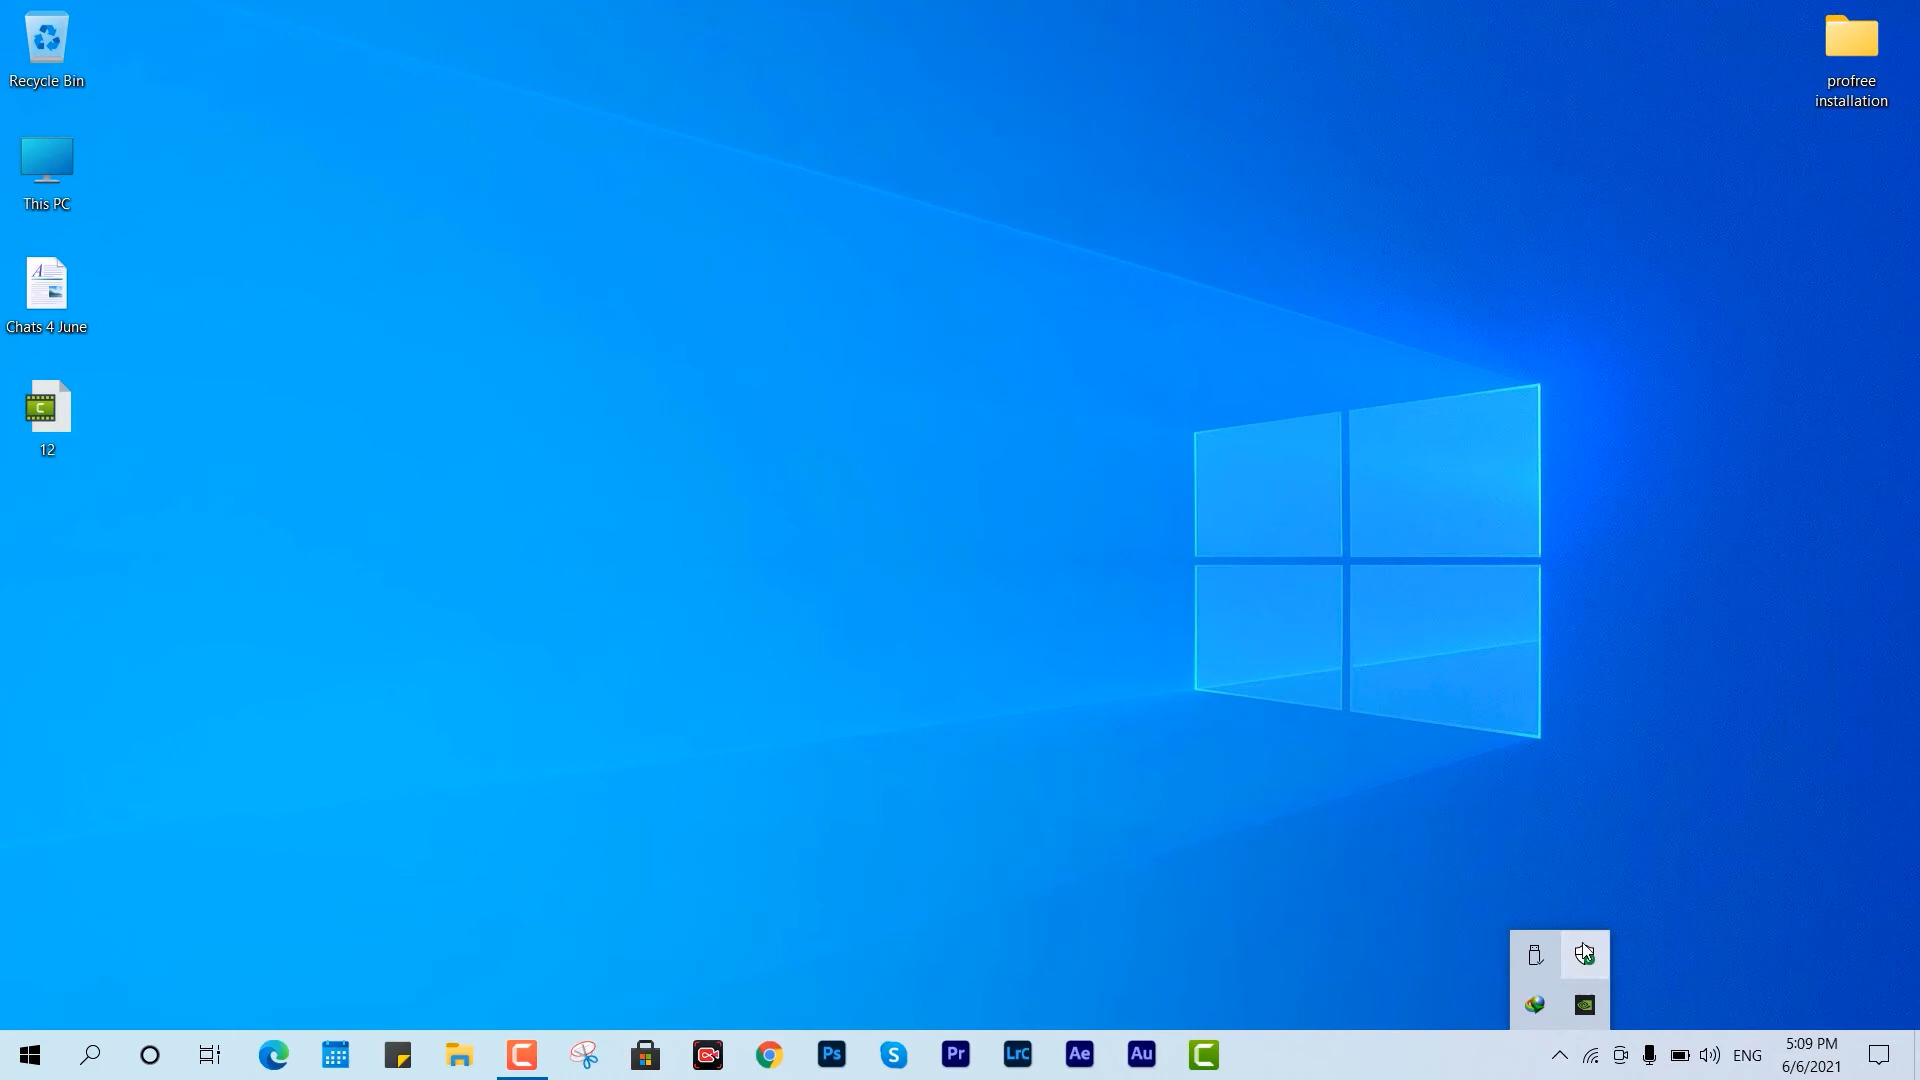 Recycle Bin
profree
installation
This PC
A
Chats 4 June
C
12
C
Ps
S
Pr
LrC
Ae
Au
C
ENG
5:09 PM
6/6/2021